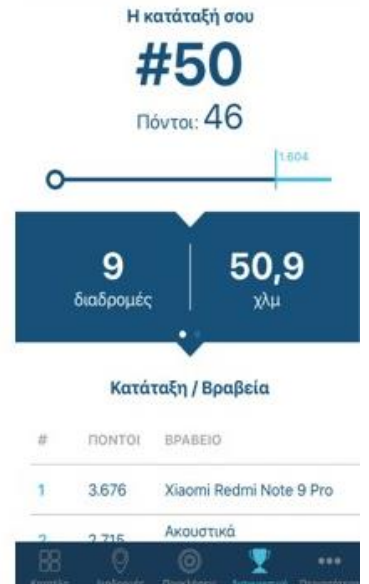 Η κατάταξή σου
#50
Πόντοι: 46
1.604
9
διαδρομές
50,9
χλμ
Κατάταξη / Βραβεία
# ΠΟΝΤΟΙ ΒΡΑΒΕΙΟ
1 3.676 Xiaomi Redmi Note 9 Pro
2 2.715 Ακουστικά